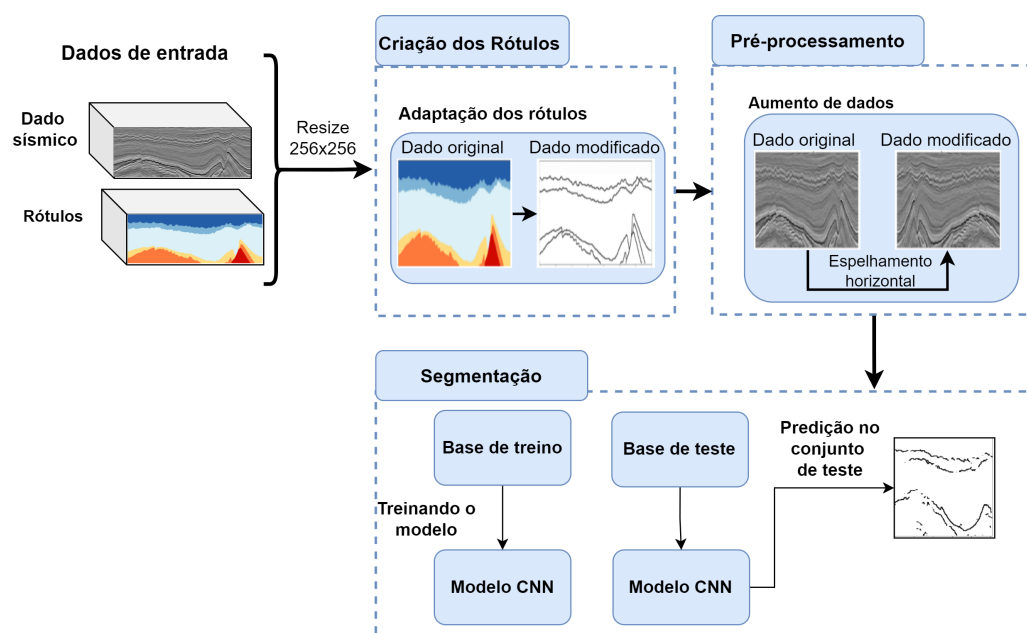 Dados de entrada
Dado
sísmico
Rótulos
Resize
256x256
Criação dos Rótulos
Adaptação dos rótulos
Dado original
Dado modificado
Pré-processamento
Aumento de dados
Dado original
Dado modificado
Espelhamento
horizontal
Segmentação
Base de treino
Treinando o
modelo
Modelo CNN
Base de teste
Modelo CNN
Predição no
conjunto
de teste